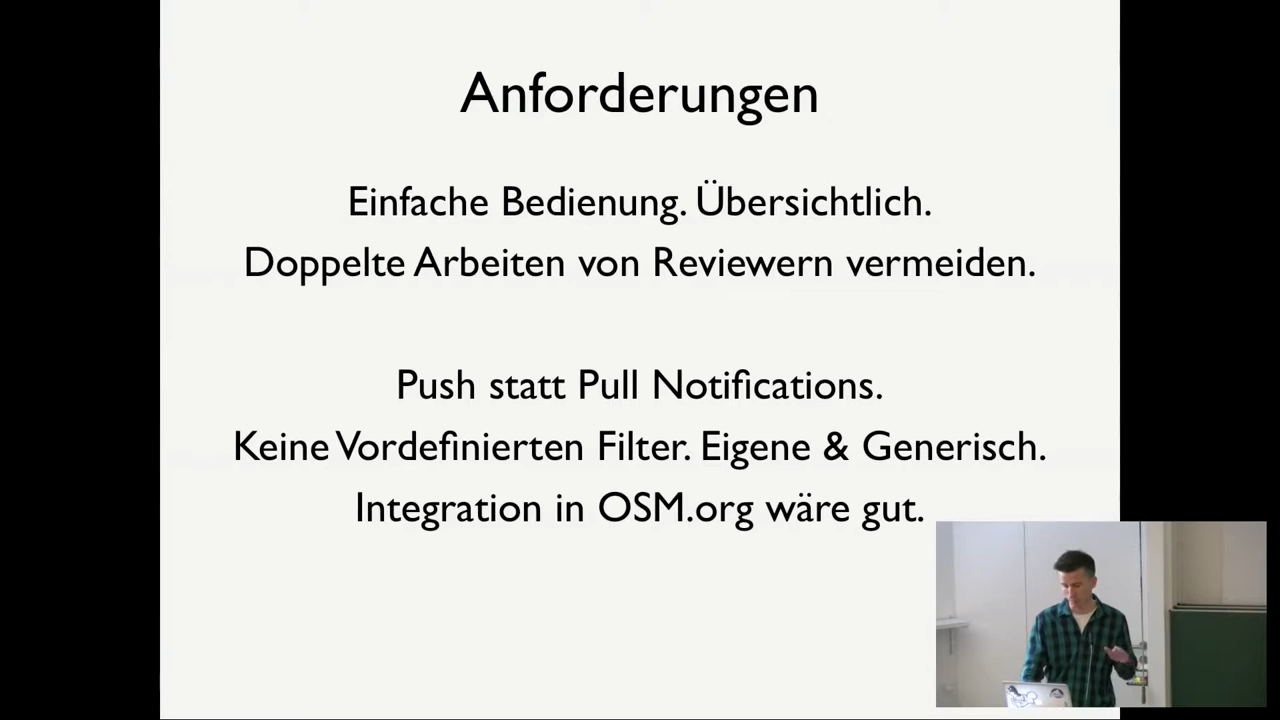 Anforderungen
Einfache Bedienung. Übersichtlich.
Doppelte Arbeiten von Reviewern vermeiden.
Push statt Pull Notifications.
Keine Vordefinierten Filter. Eigene & Generisch.
Integration in OSM.org wäre gut.